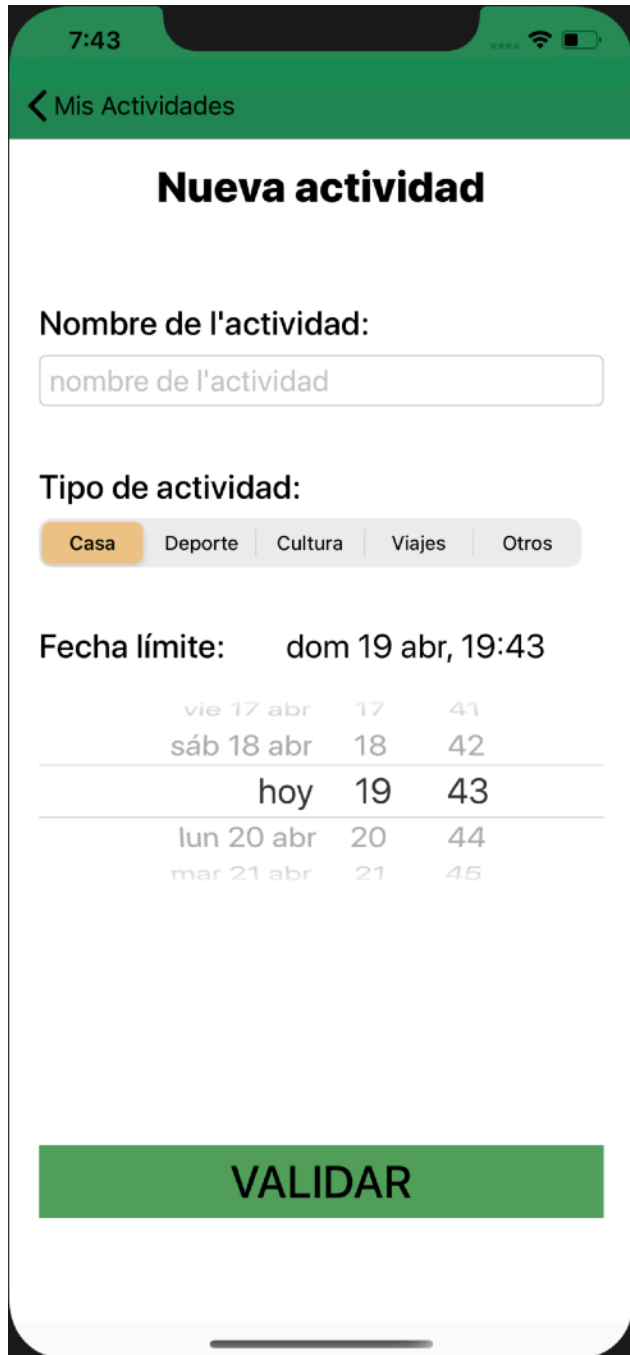 7:43
Mis Actividades
Nueva actividad
Nombre de l'actividad:
nombre de l'actividad
Tipo de actividad:
Casa Deporte Cultura Viajes Otros
Fecha límite: dom 19 abr, 19:43
vie 17 abr 17 41
sáb 18 abr 18 42
hoy 19 43
lun 20 abr 20 44
mar 21 abr 21 45
VALIDAR